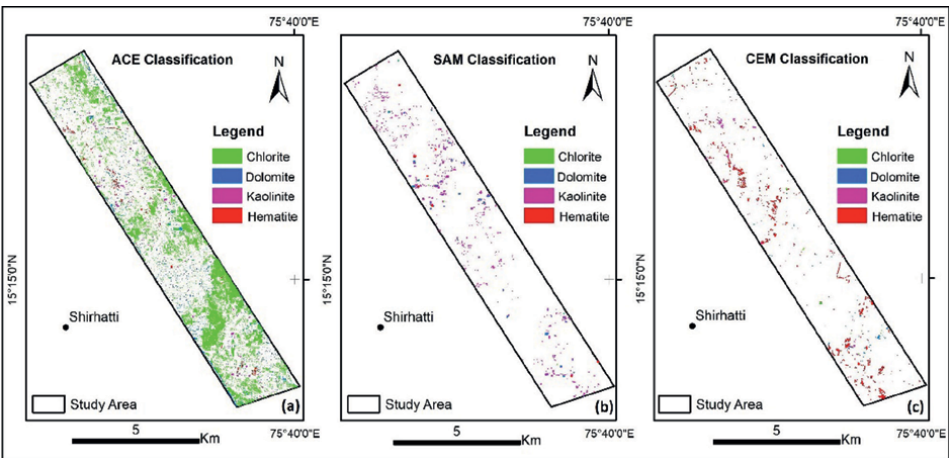 75°40'0"E
ACE Classification
N
Legend
Chlorite
Dolomite
Kaolinite
Hematite
15°15'0"N
Shirhatti
Study Area
(a)
5
Km
75°40'0"E
75°40'0"E
SAM Classification
N
Legend
Chlorite
Dolomite
Kaolinite
Hematite
15°15'0"N
Shirhatti
Study Area
(b)
5
Km
75°40'0"E
75°40'0"E
CEM Classification
N
Legend
Chlorite
Dolomite
Kaolinite
Hematite
15°15'0"N
Shirhatti
Study Area
(c)
5
Km
75°40'0"E